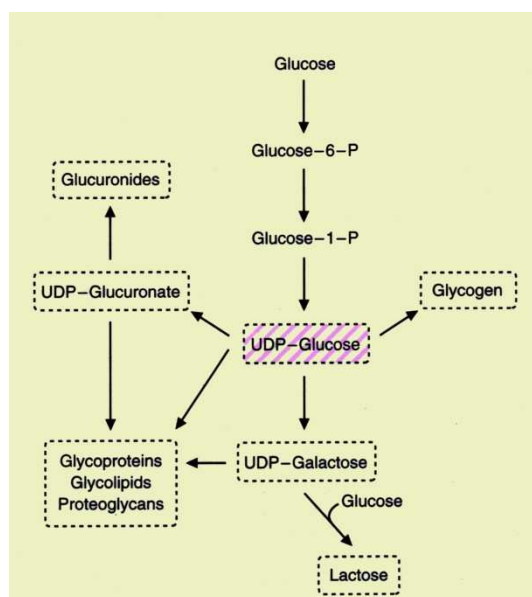 Glucose
Glucose-6-P
Glucuronides
Glucose-1-P
UDP-Glucuronate
Glycogen
UDP-Glucose
Glycoproteins
Glycolipids
Proteoglycans
UDP-Galactose
Glucose
Lactose